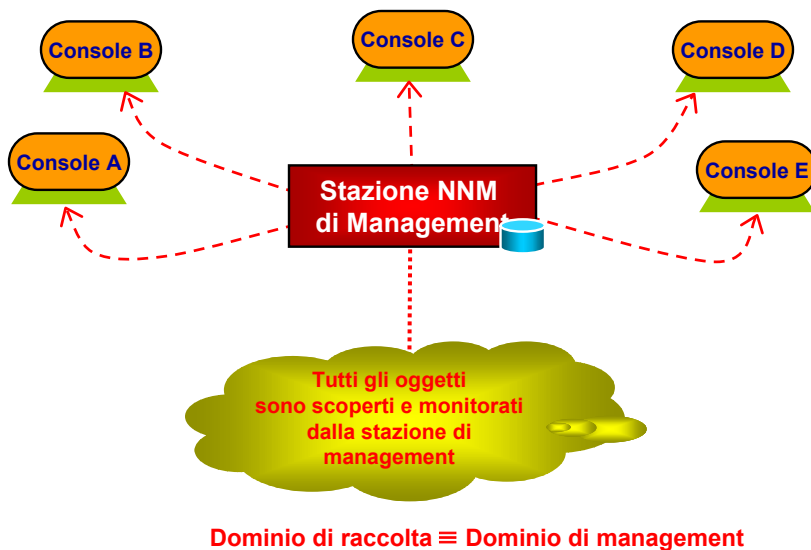 Console B
Console C
Console D
Console A
Console E
Stazione NNM
di Management
Tutti gli oggetti
sono scoperti e monitorati
dalla stazione di
management
Dominio di raccolta ≡ Dominio di management